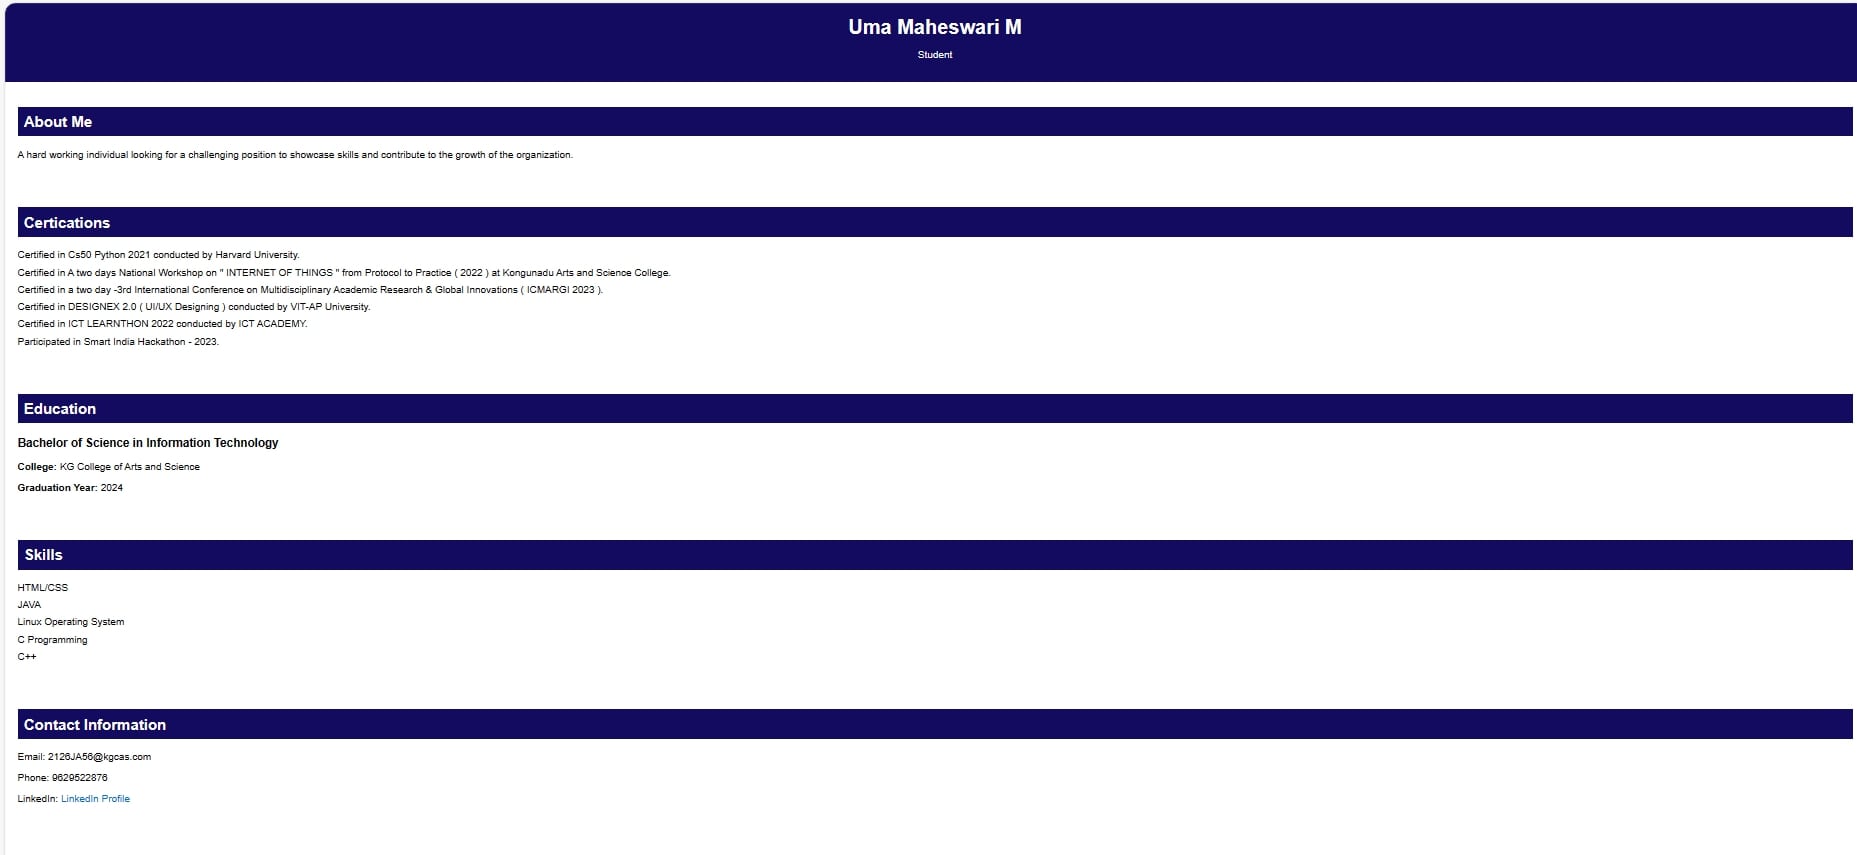 Uma Maheswari M
Student
About Me
A hard working individual looking for a challenging position to showcase skills and contribute to the growth of the organization.
Certications
Certified in Cs50 Python 2021 conducted by Harvard University.
Certified in A two days National Workshop on " INTERNET OF THINGS " from Protocol to Practice ( 2022 ) at Kongunadu Arts and Science College.
Certified in a two day -3rd International Conference on Multidisciplinary Academic Research & Global Innovations ( ICMARGI 2023 ).
Certified in DESIGNEX 2.0 ( UI/UX Designing ) conducted by VIT-AP University.
Certified in ICT LEARNTHON 2022 conducted by ICT ACADEMY.
Participated in Smart India Hackathon - 2023.
Education
Bachelor of Science in Information Technology
College: KG College of Arts and Science
Graduation Year: 2024
Skills
HTML/CSS
JAVA
Linux Operating System
C Programming
C++
Contact Information
Email: 2126JA56@kgcas.com
Phone: 9629522876
LinkedIn: LinkedIn Profile